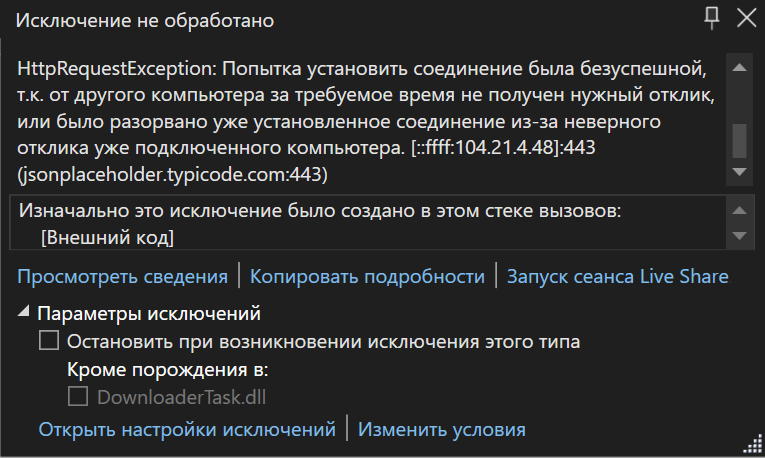 Исключение не обработано
HttpRequestException: Попытка установить соединение была безуспешной,
т.к. от другого компьютера за требуемое время не получен нужный отклик,
или было разорвано уже установленное соединение из-за неверного
отклика уже подключенного компьютера. [::ffff:104.21.4.48]:443
(jsonplaceholder.typicode.com:443)
Изначально это исключение было создано в этом стеке вызовов:
[Внешний код]
Просмотреть сведения | Копировать подробности | Запуск сеанса Live Share
Параметры исключений
Остановить при возникновении исключения этого типа
Кроме порождения в:
DownloaderTask.dll
Открыть настройки исключений | Изменить условия